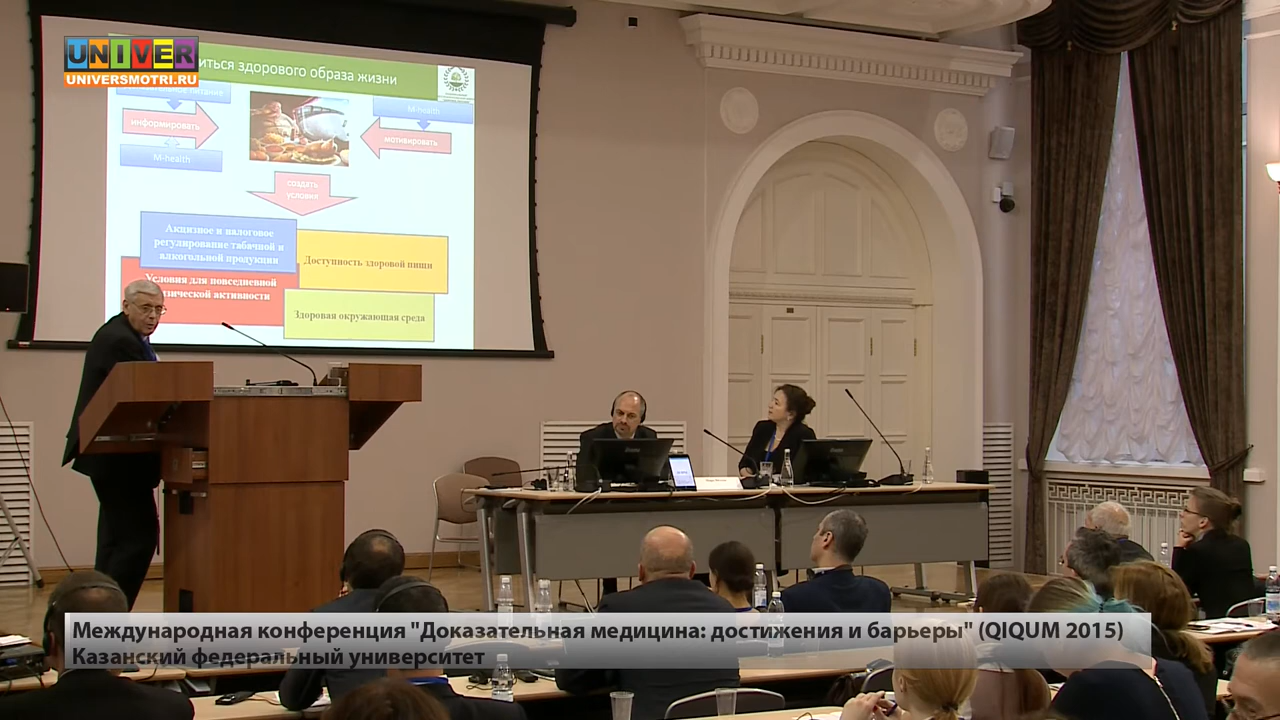 UNIVER
UNIVERSMOTRI.RU
иться здорового образа жизни
питание
M-health
информировать
мотивировать
M-health
создать
условия
Акцизное и налоговое
регулирование табачной и
алкогольной продукции
Доступность здоровой пищи
Условия для повседневной
физической активности
Здоровая окружающая среда
Международная конференция "Доказательная медицина: достижения и барьеры" (QIQUM 2015)
Казанский федеральный университет